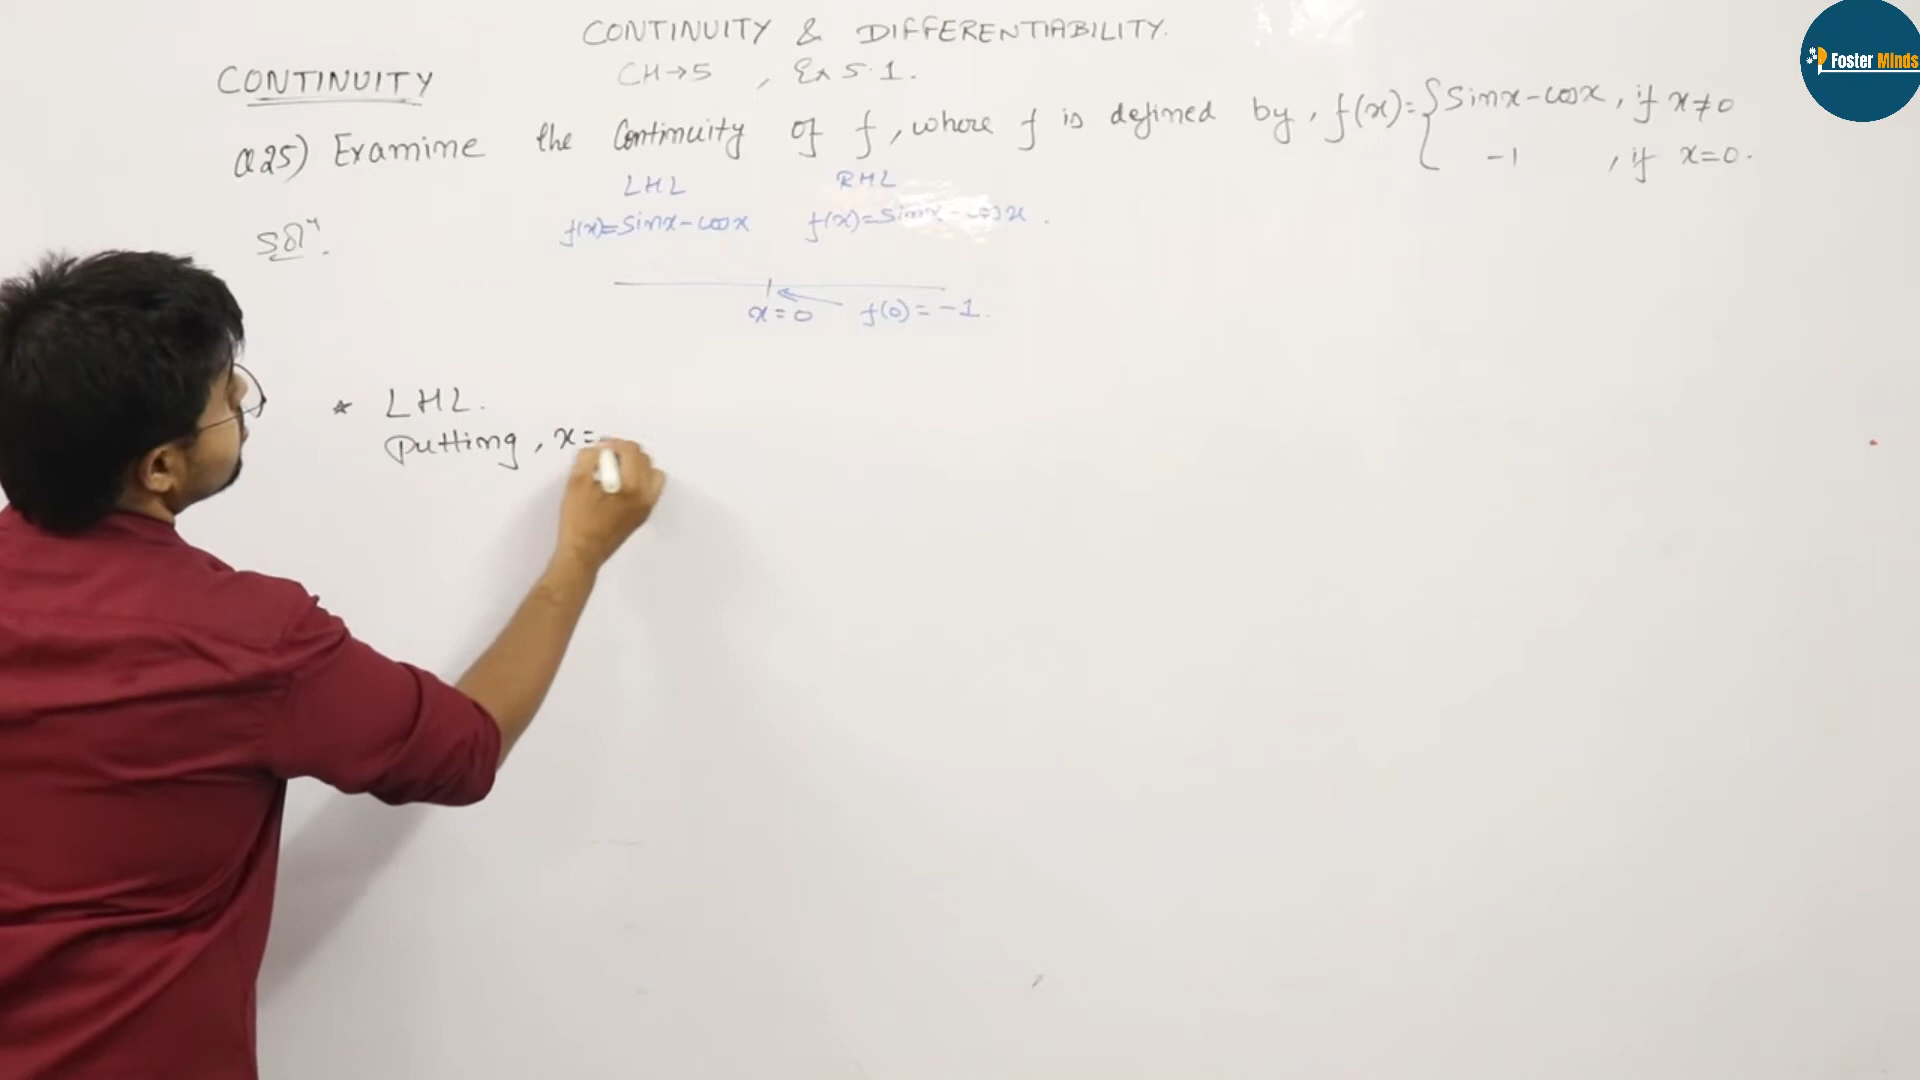 CONTINUITY & DIFFERENTIABILITY.
CH→5 , Ex 5.1.
CONTINUITY
Q25) Examine the Continuity of f, where f is defined by, f(x)= { sinx-cosx, if x≠0
-1 , if x=0.
LHL RHL
f(x)=sinx-cosx f(x)=sinx-cosx.
Solⁿ.
x=0 f(0)=-1.
* LHL.
Putting, x=
Foster Minds